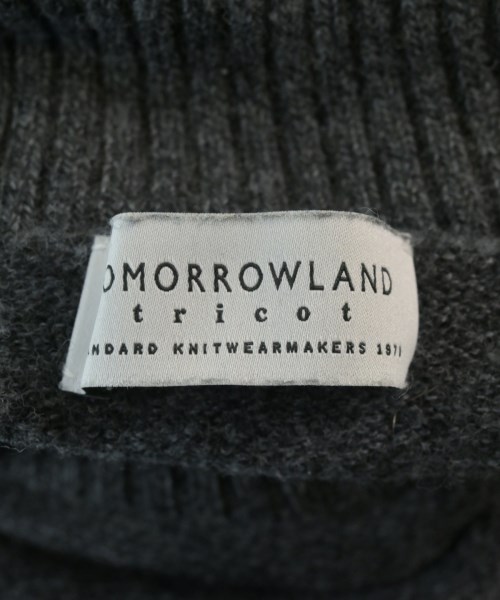 OMORROWLAND
tricot
NDARD KNITWEARMAKERS 197